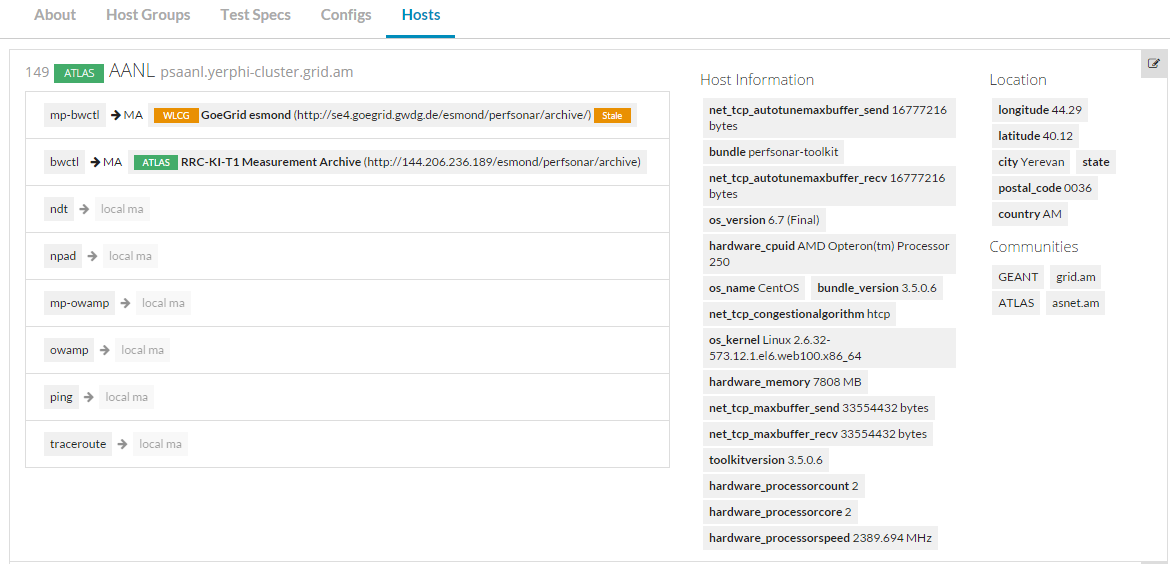 About Host Groups Test Specs Configs Hosts
149 ATLAS AANL psaanl.yerphi-cluster.grid.am
mp-bwctl MA WLCG GoeGrid esmond (http://se4.goegrid.gwdg.de/esmond/perfsonar/archive/) Stale
bwctl MA ATLAS RRC-KI-T1 Measurement Archive (http://144.206.236.189/esmond/perfsonar/archive)
ndt local ma
npad local ma
mp-owamp local ma
owamp local ma
ping local ma
traceroute local ma
Host Information
net_tcp_autotunemaxbuffer_send 16777216
bytes
bundle perfsonar-toolkit
net_tcp_autotunemaxbuffer_recv 16777216
bytes
os_version 6.7 (Final)
hardware_cpuid AMD Opteron(tm) Processor
250
os_name CentOS bundle_version 3.5.0.6
net_tcp_congestionalgorithm htcp
os_kernel Linux 2.6.32-
573.12.1.el6.web100.x86_64
hardware_memory 7808 MB
net_tcp_maxbuffer_send 33554432 bytes
net_tcp_maxbuffer_recv 33554432 bytes
toolkitversion 3.5.0.6
hardware_processorcount 2
hardware_processorcore 2
hardware_processorspeed 2389.694 MHz
Location
longitude 44.29
latitude 40.12
city Yerevan state
postal_code 0036
country AM
Communities
GEANT grid.am
ATLAS asnet.am